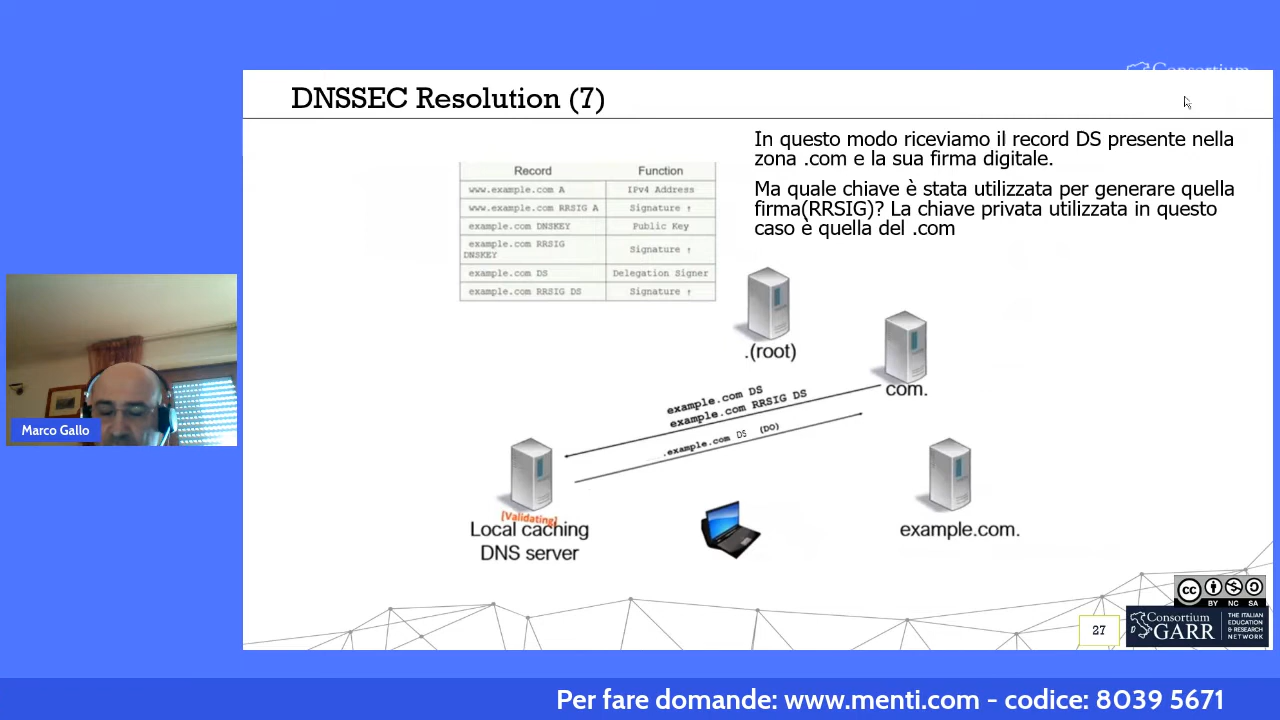 Consortium
DNSSEC Resolution (7)
In questo modo riceviamo il record DS presente nella
zona .com e la sua firma digitale.
Ma quale chiave è stata utilizzata per generare quella
firma(RRSIG)? La chiave privata utilizzata in questo
caso è quella del .com
Record Function
www.example.com A IPv4 Address
www.example.com RRSIG A Signature ↑
example.com DNSKEY Public Key
example.com RRSIG
DNSKEY Signature ↑
example.com DS Delegation Signer
example.com RRSIG DS Signature ↑
.(root)
com.
example.com DS
example.com RRSIG DS
.example.com DS (DO)
Marco Gallo
[Validating]
Local caching
DNS server
example.com.
cc
BY NC SA
27
Consortium
GARR
THE ITALIAN
EDUCATION
& RESEARCH
NETWORK
Per fare domande: www.menti.com - codice: 8039 5671